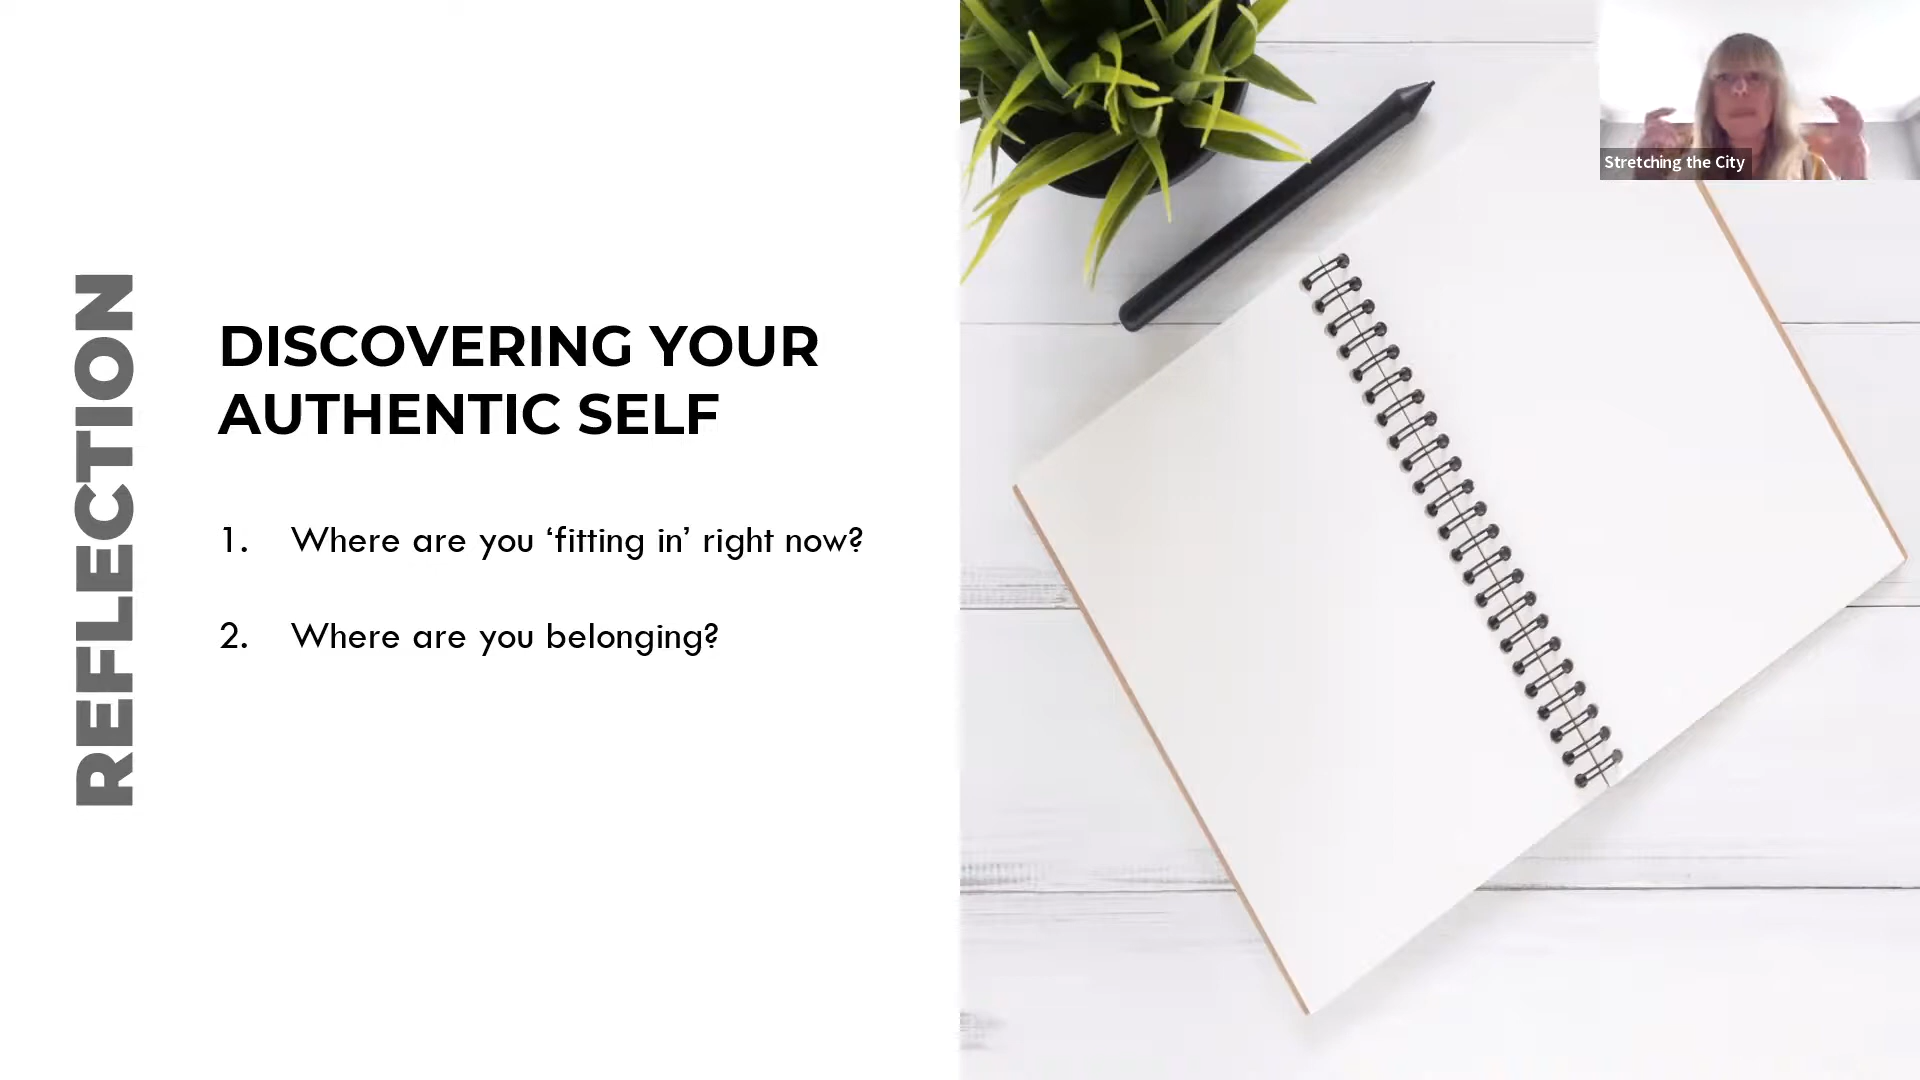 REFLECTION
DISCOVERING YOUR
AUTHENTIC SELF
1. Where are you ‘fitting in’ right now?
2. Where are you belonging?
Stretching the City